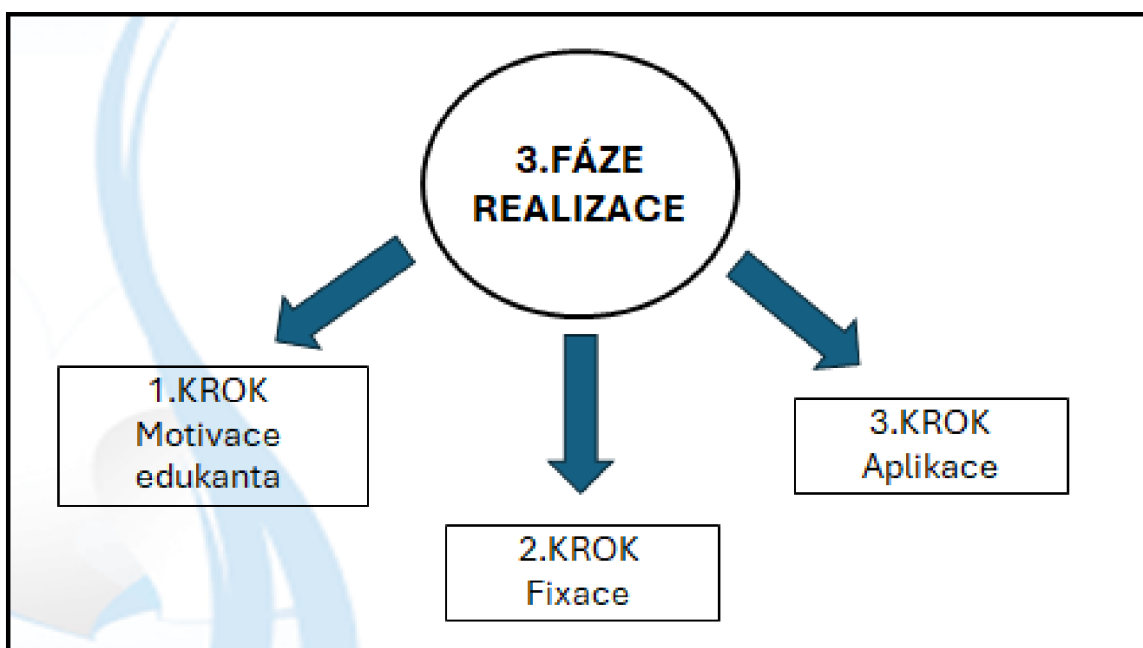 3.FÁZE
REALIZACE
1.KROK
Motivace
edukanta
2.KROK
Fixace
3.KROK
Aplikace